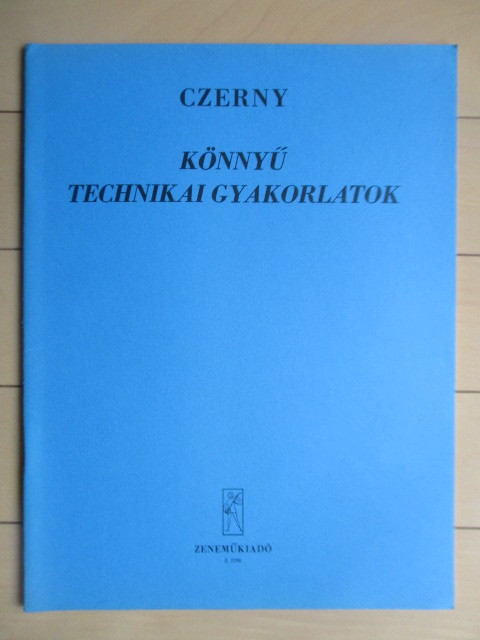 CZERNY
KÖNNYŰ
TECHNIKAI GYAKORLATOK
ZENEMŰKIADÓ